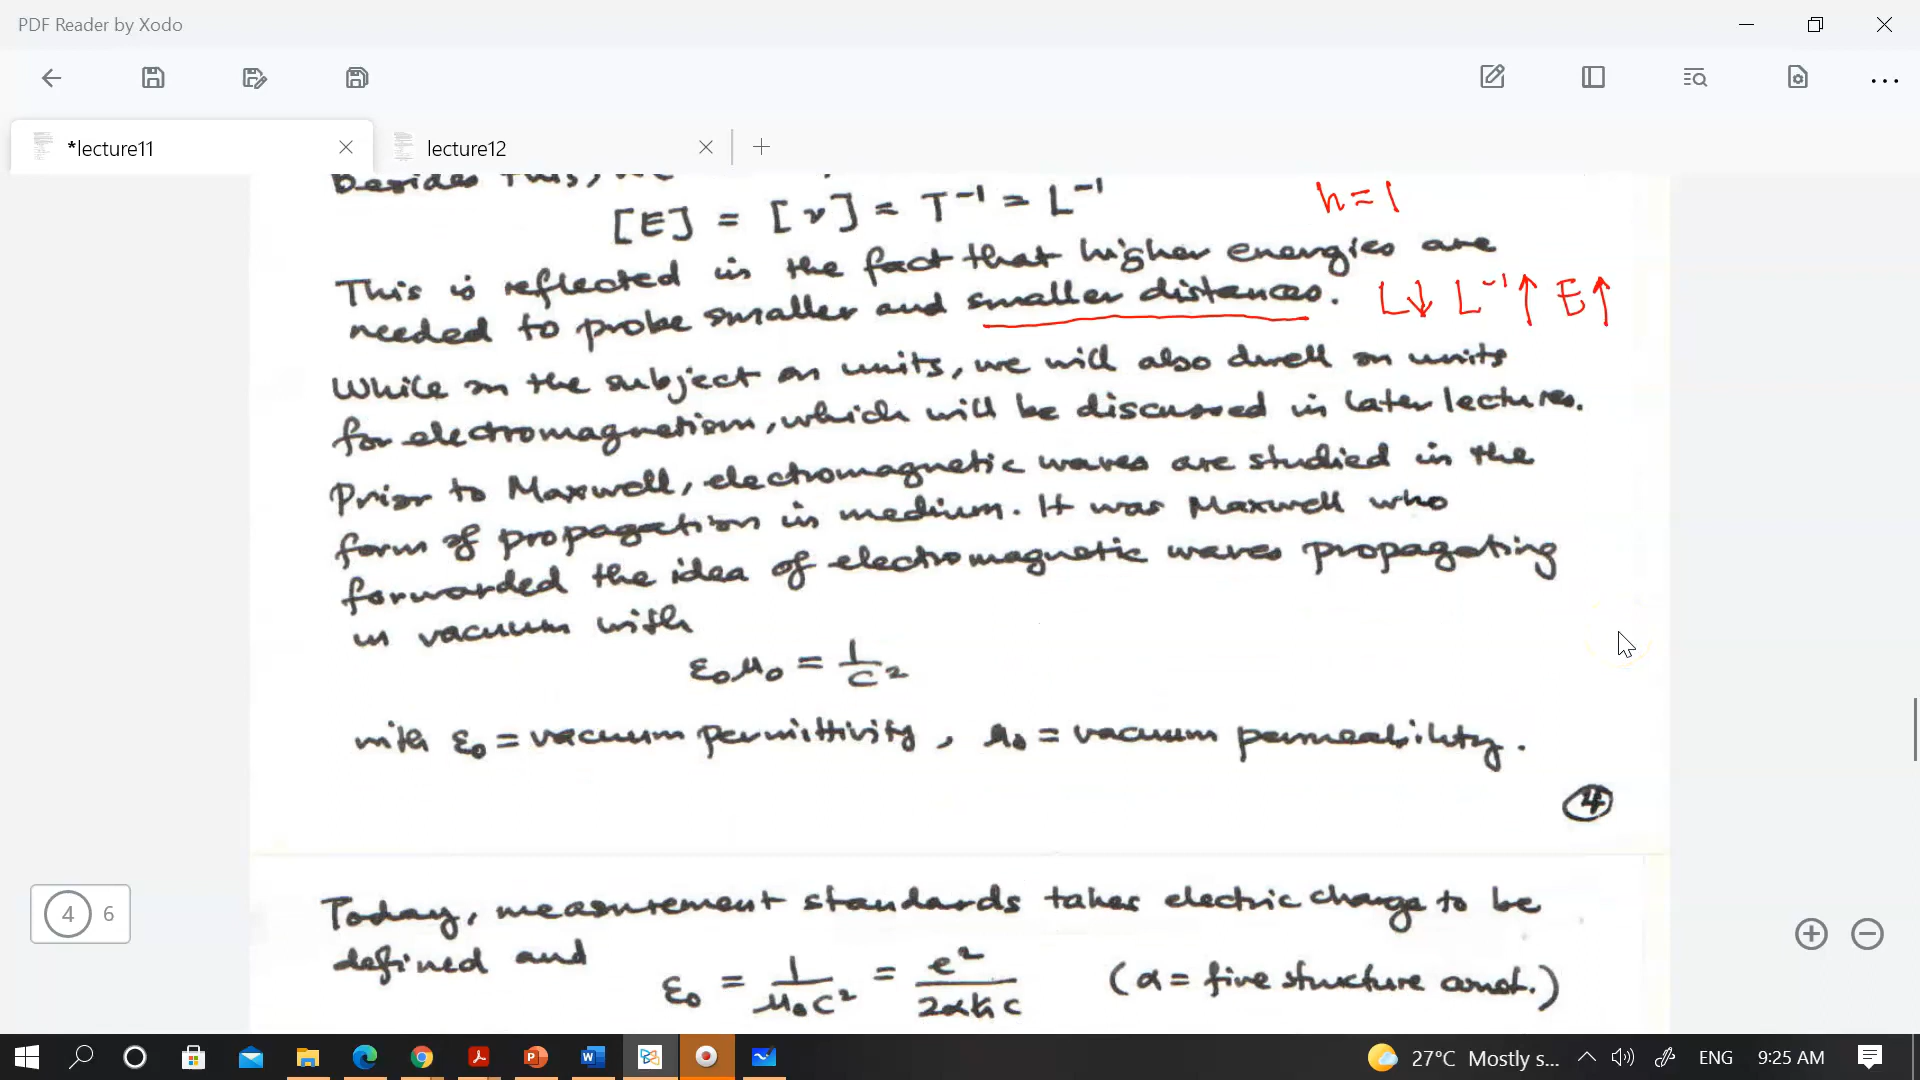 PDF Reader by Xodo
*lecture11
lecture12
Besides this, we
[E] = [ν] = T⁻¹ = L⁻¹
h=1
This is reflected in the fact that higher energies are
needed to probe smaller and smaller distances. L↓ L⁻¹↑ E↑
While on the subject on units, we will also dwell on units
for electromagnetism, which will be discussed in later lectures.
Prior to Maxwell, electromagnetic waves are studied in the
form of propagation in medium. It was Maxwell who
forwarded the idea of electromagnetic waves propagating
in vacuum with
ε₀μ₀ = 1/c²
with ε₀ = vacuum permittivity, μ₀ = vacuum permeability.
4
Today, measurement standards takes electric charge to be
defined and
ε₀ = 1/μ₀c² = e²/2αhc (α = fine structure const.)
4 6
27°C Mostly s... ENG 9:25 AM